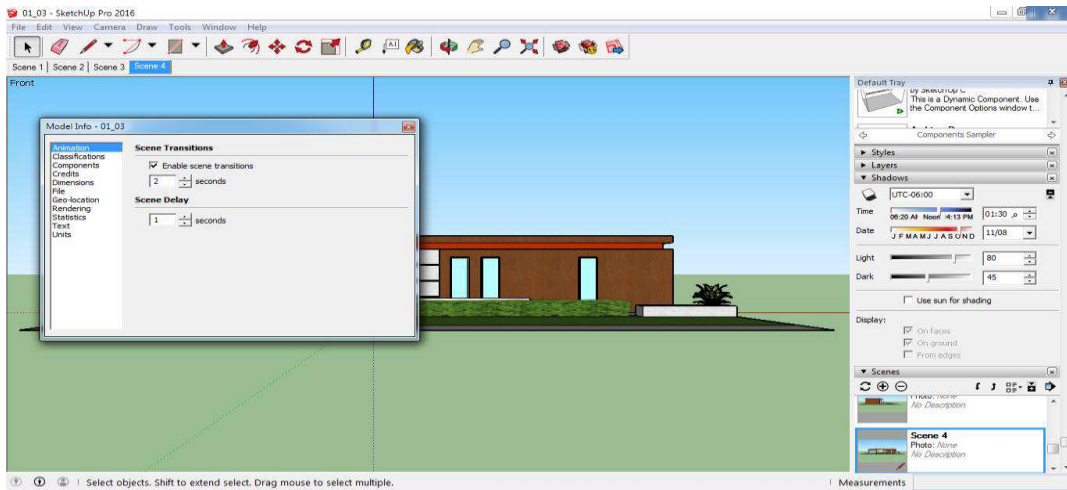 01_03 - SketchUp Pro 2016
File Edit View Camera Draw Tools Window Help
Scene 1 Scene 2 Scene 3 Scene 4
Front
Model Info - 01_03
Animation
Classifications
Components
Credits
Dimensions
File
Geo-location
Rendering
Statistics
Text
Units
Scene Transitions
Enable scene transitions
2 seconds
Scene Delay
1 seconds
Default Tray
by SketchUp C
This is a Dynamic Component. Use
the Component Options window t...
Components Sampler
Styles
Layers
Shadows
UTC-06:00
Time 06:20 AM Noon 4:13 PM 01:30
Date J F M A M J J A S O N D 11/08
Light 80
Dark 45
Use sun for shading
Display:
On faces
On ground
From edges
Scenes
Photo: None
No Description
Scene 4
Photo: None
No Description
Select objects. Shift to extend select. Drag mouse to select multiple.
Measurements